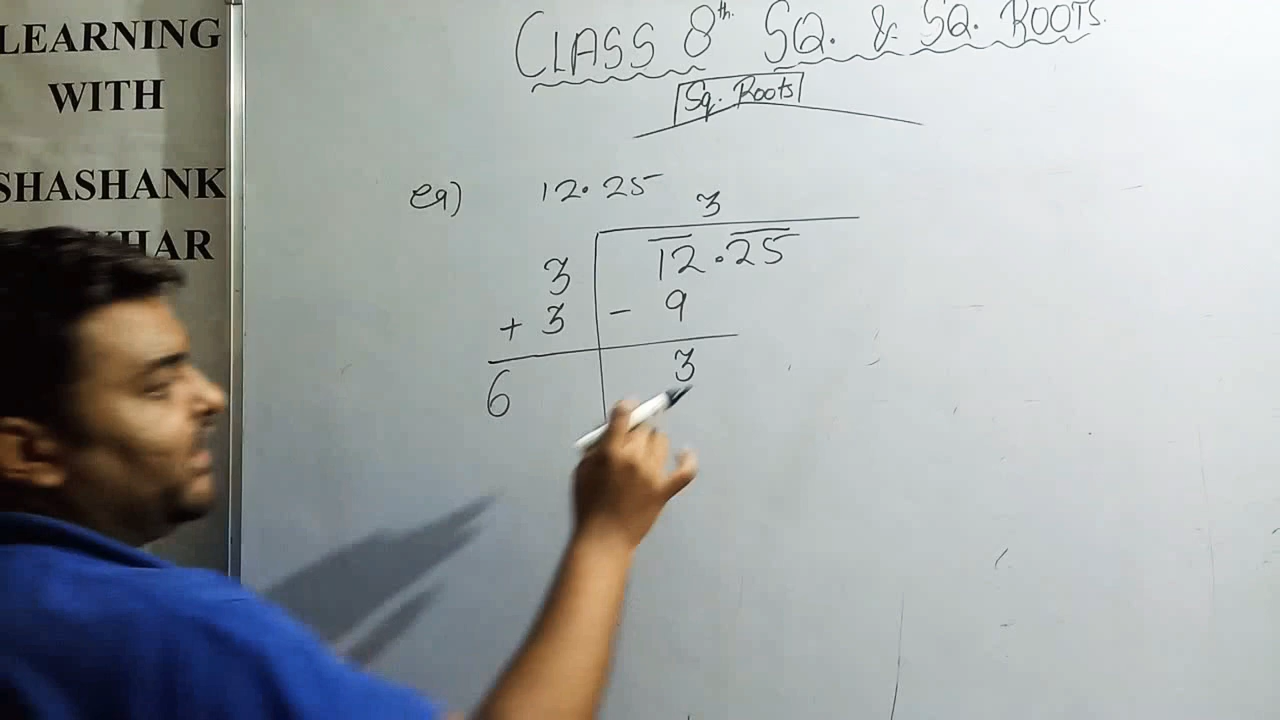 LEARNING
WITH
SHASHANK
HAR
CLASS 8th. SQ. & SQ. ROOTS.
Sq. Roots
eg) 12.25
3
3 12.25
+ 3 - 9
6 3